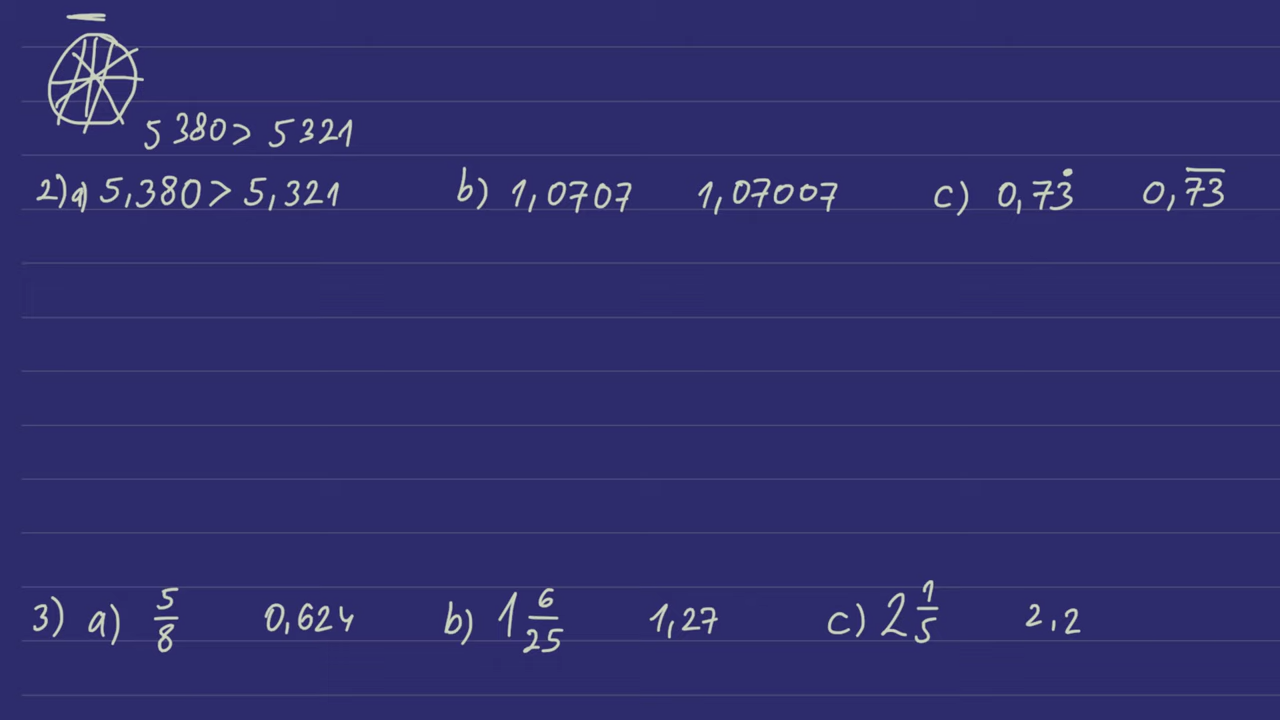 5 380 > 5 321
2) a) 5,380 > 5,321 b) 1,0707 1,07007 c) 0,73̇ 0,7̅3̅
3) a) 5/8 0,624 b) 1 6/25 1,27 c) 2 1/5 2,2